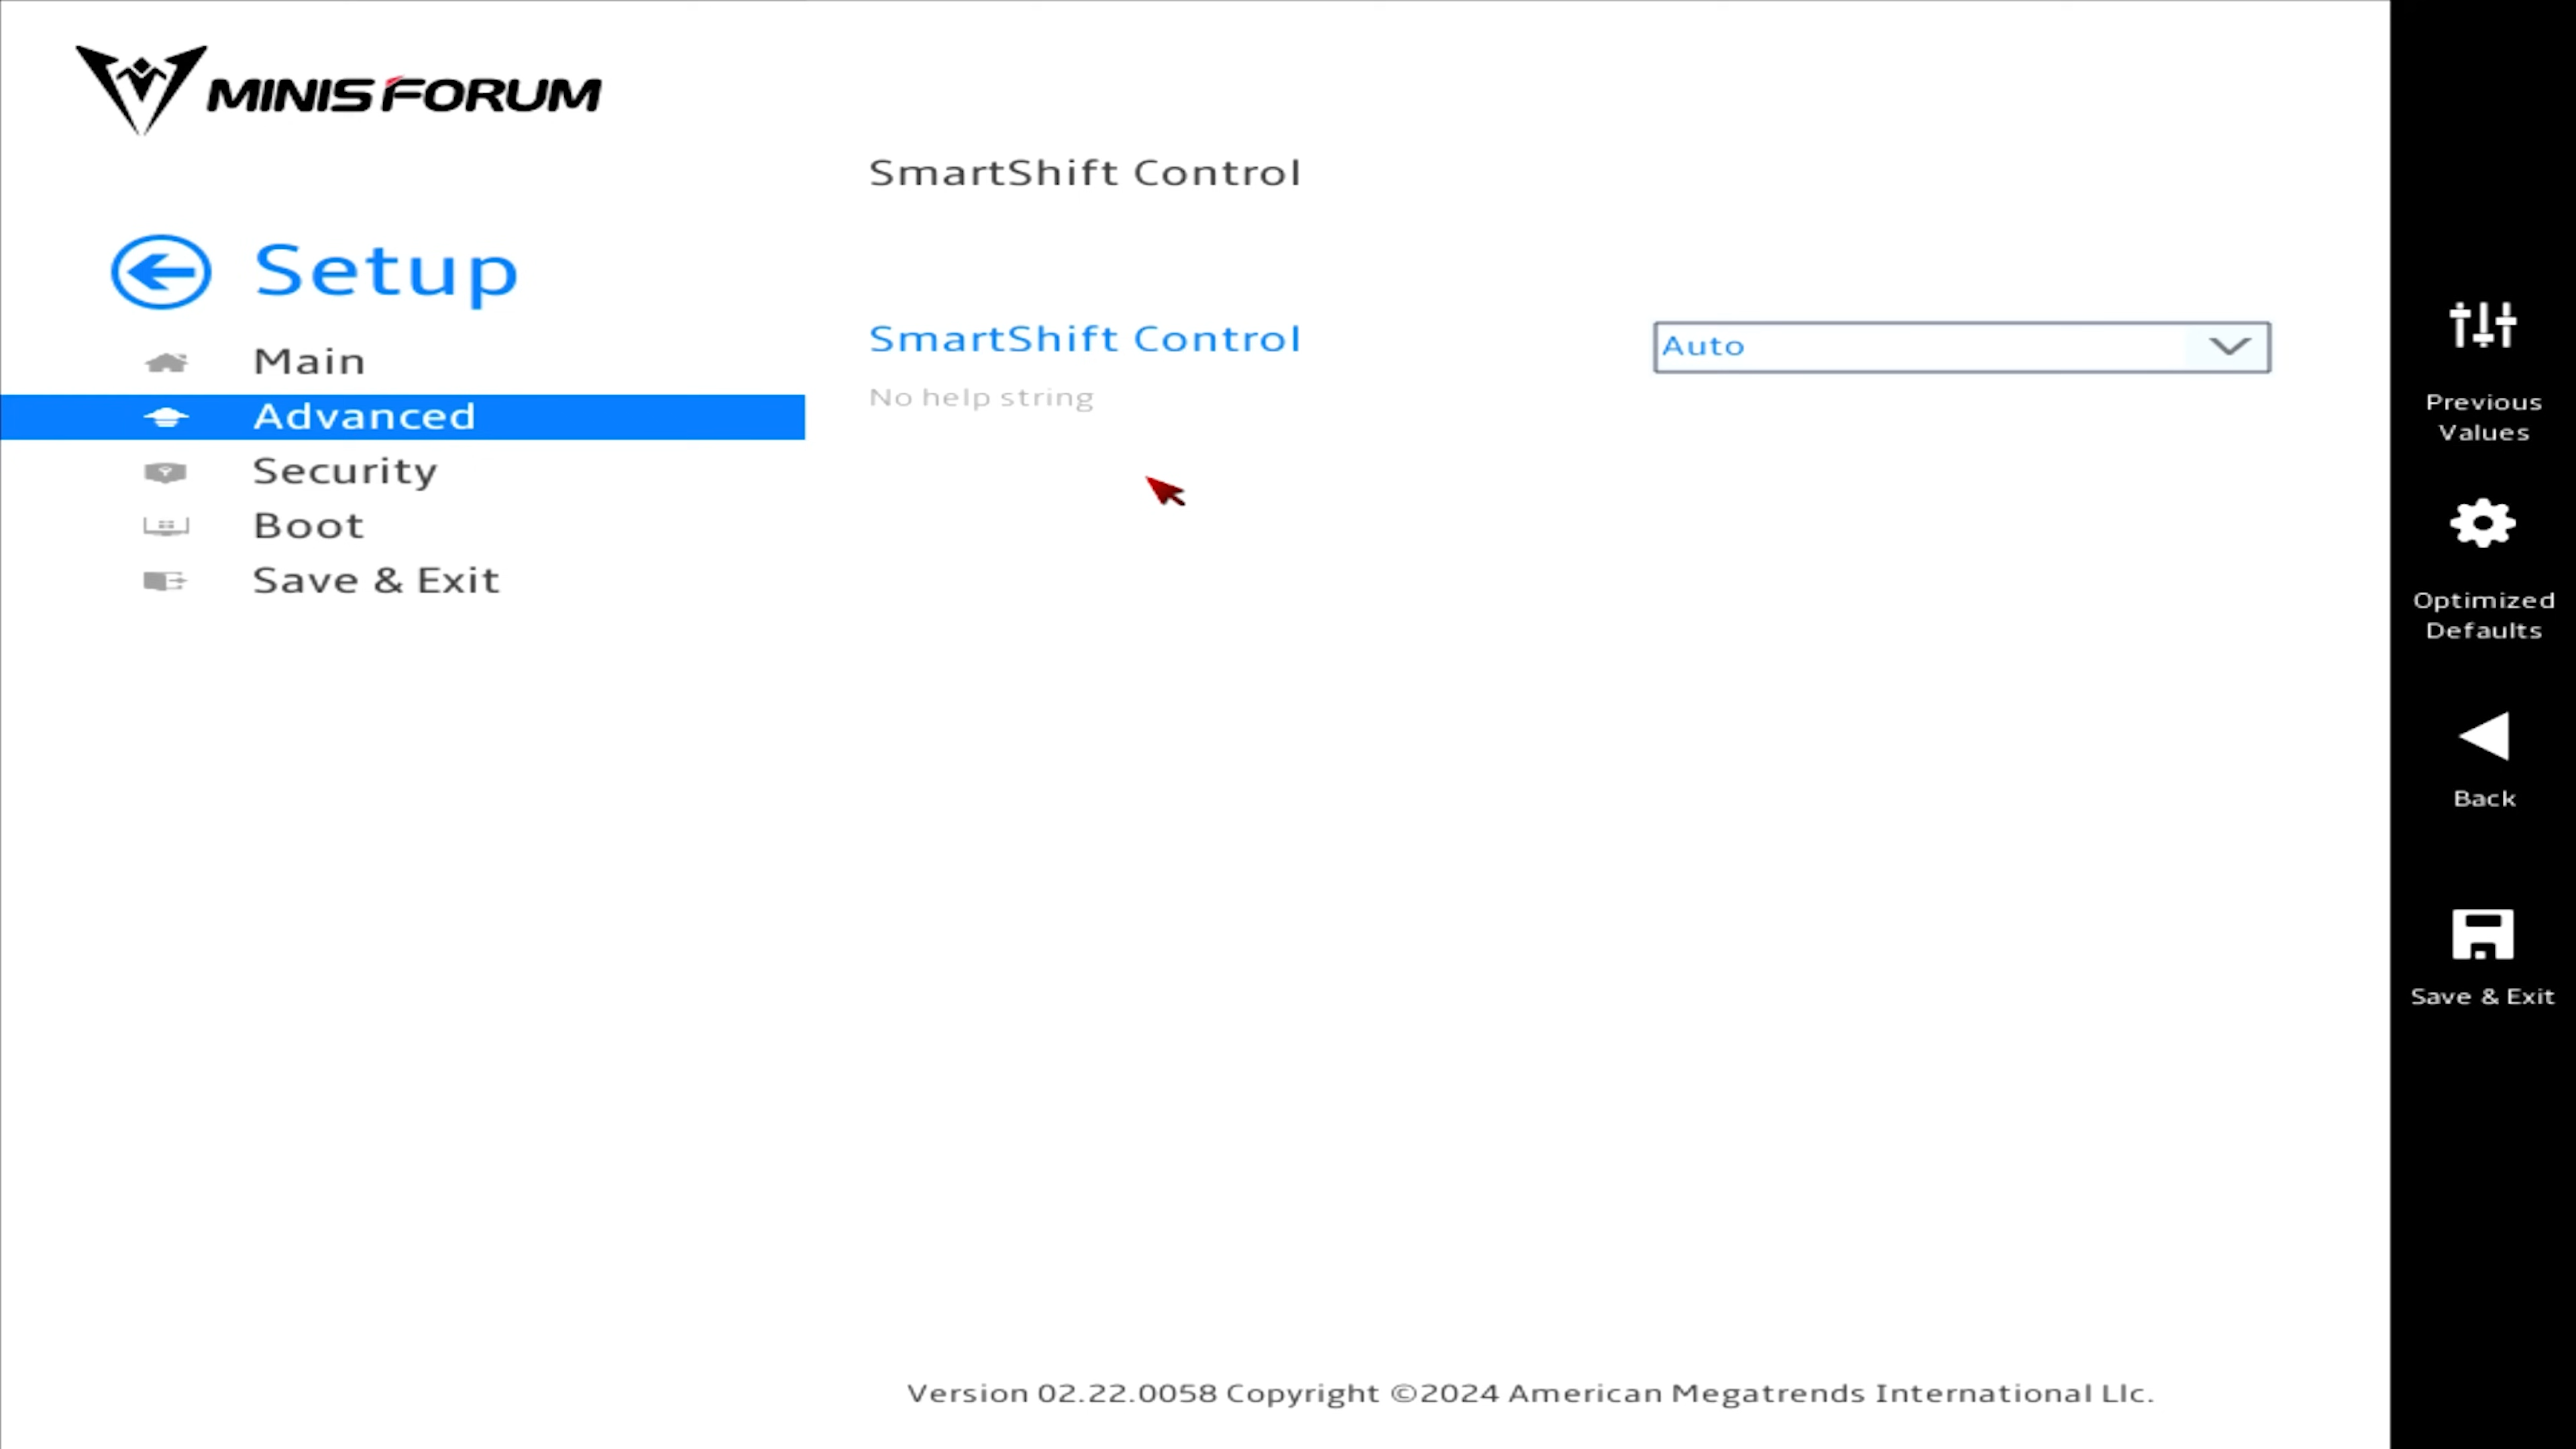 MINISFORUM
SmartShift Control
Setup
SmartShift Control
Auto
No help string
Main
Advanced
Security
Boot
Save & Exit
Previous
Values
Optimized
Defaults
Back
Save & Exit
Version 02.22.0058 Copyright ©2024 American Megatrends International Llc.